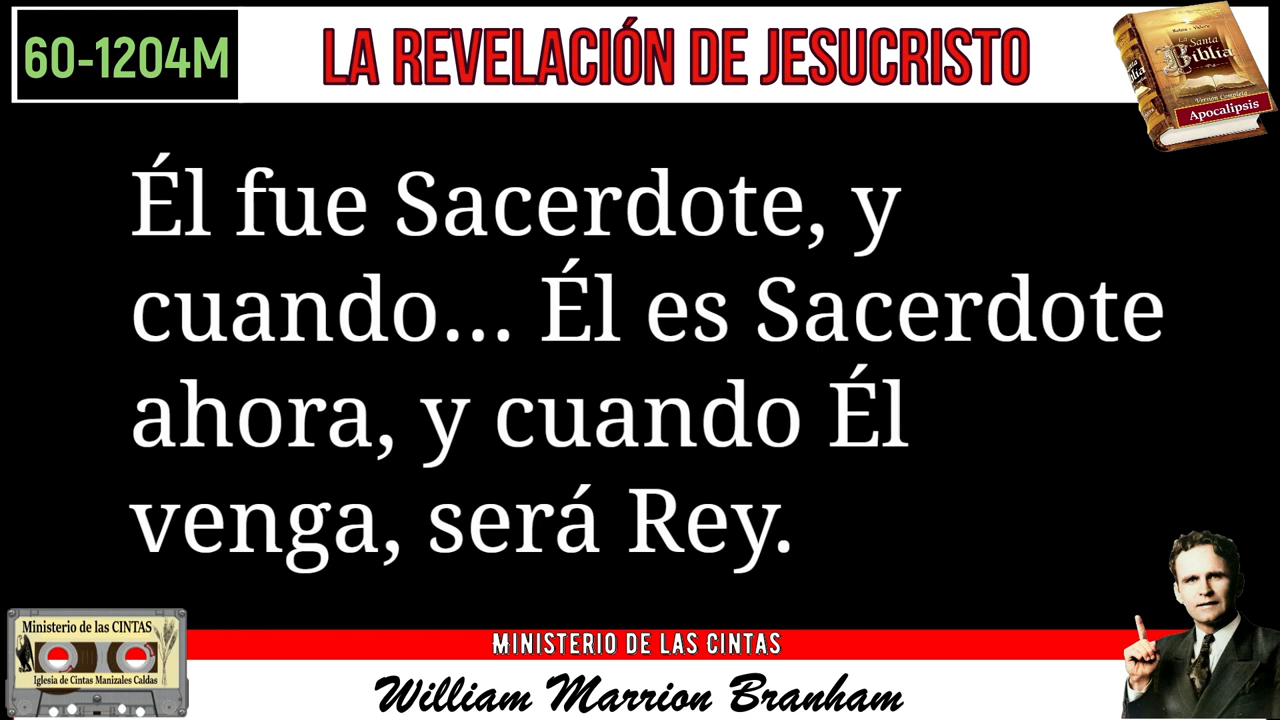 60-1204M
LA REVELACIÓN DE JESUCRISTO
La Santa
Biblia
Apocalipsis
Él fue Sacerdote, y
cuando... Él es Sacerdote
ahora, y cuando Él
venga, será Rey.
Ministerio de las CINTAS
Iglesia de Cintas Manizales Caldas
MINISTERIO DE LAS CINTAS
William Marrion Branham